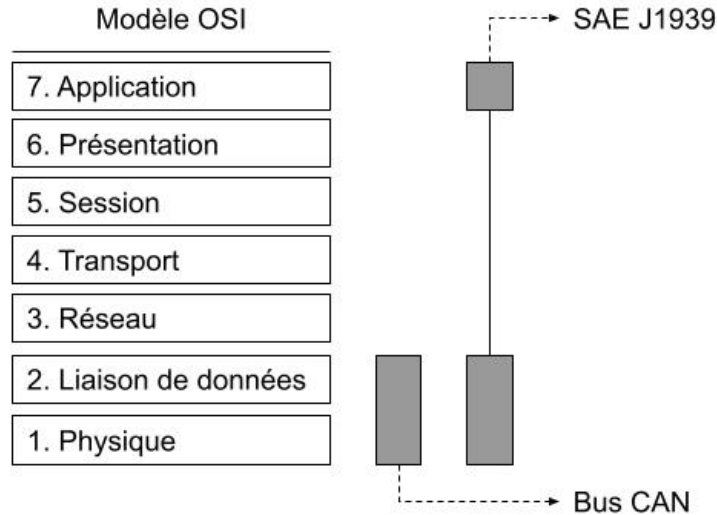 Modèle OSI
SAE J1939
7. Application
6. Présentation
5. Session
4. Transport
3. Réseau
2. Liaison de données
1. Physique
Bus CAN